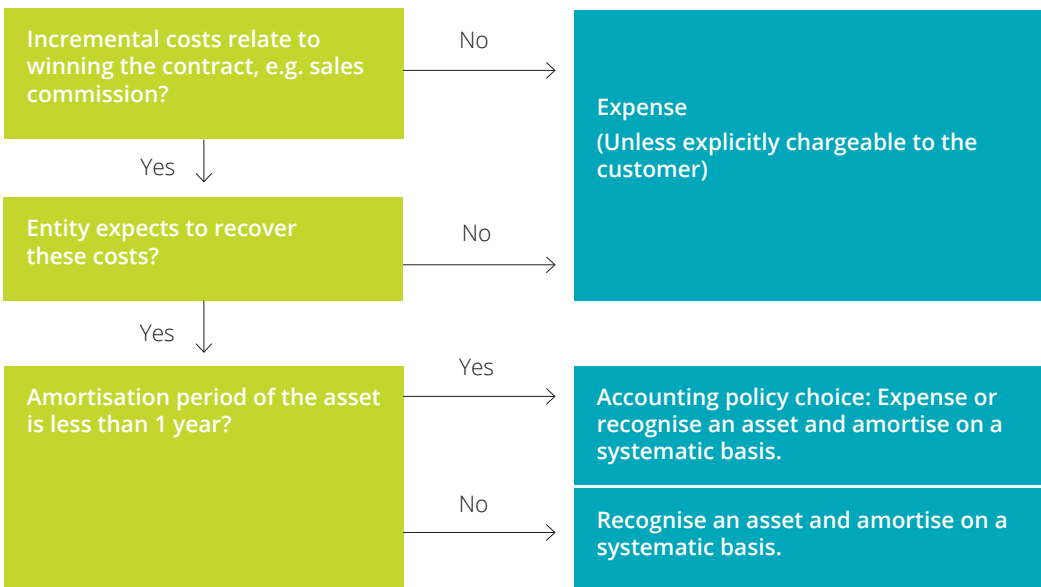 Incremental costs relate to
winning the contract, e.g. sales
commission?
No
Expense
(Unless explicitly chargeable to the
customer)
Yes
Entity expects to recover
these costs?
No
Yes
Amortisation period of the asset
is less than 1 year?
Yes
Accounting policy choice: Expense or
recognise an asset and amortise on a
systematic basis.
No
Recognise an asset and amortise on a
systematic basis.